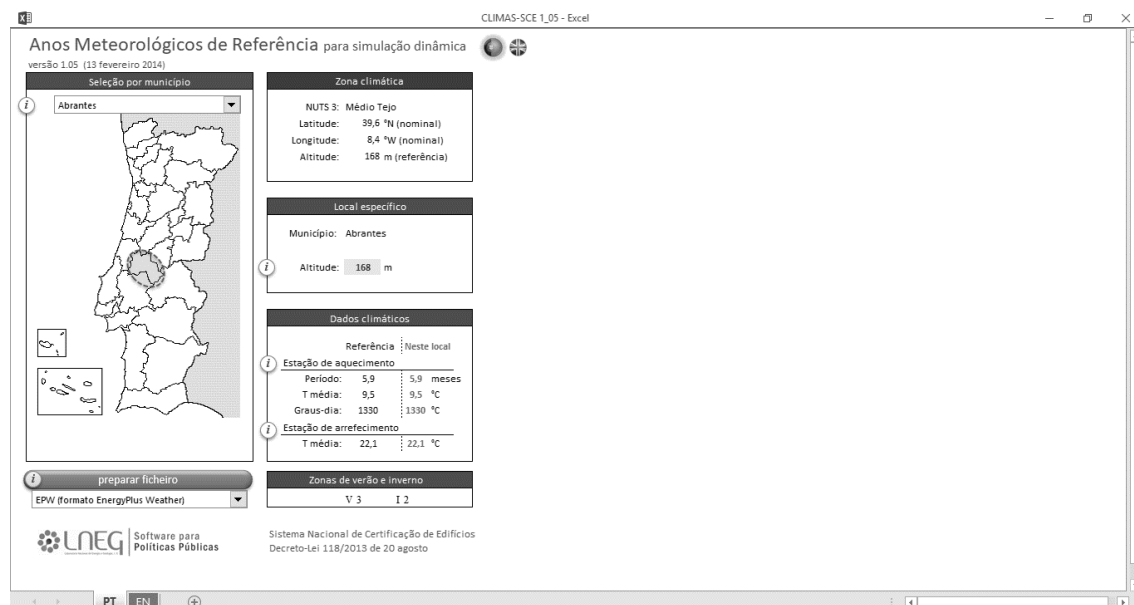 CLIMAS-SCE 1_05 - Excel
Anos Meteorológicos de Referência para simulação dinâmica
versão 1.05 (13 fevereiro 2014)
Seleção por município
i
Abrantes
Zona climática
NUTS 3: Médio Tejo
Latitude: 39,6 °N (nominal)
Longitude: 8,4 °W (nominal)
Altitude: 168 m (referência)
Local específico
Município: Abrantes
i
Altitude: 168 m
Dados climáticos
Referência Neste local
i Estação de aquecimento
Período: 5,9 5,9 meses
T média: 9,5 9,5 °C
Graus-dia: 1330 1330 °C
i Estação de arrefecimento
T média: 22,1 22,1 °C
i preparar ficheiro
EPW (formato EnergyPlus Weather)
Zonas de verão e inverno
V 3 I 2
LNEG
Software para
Políticas Públicas
Sistema Nacional de Certificação de Edifícios
Decreto-Lei 118/2013 de 20 agosto
PT EN